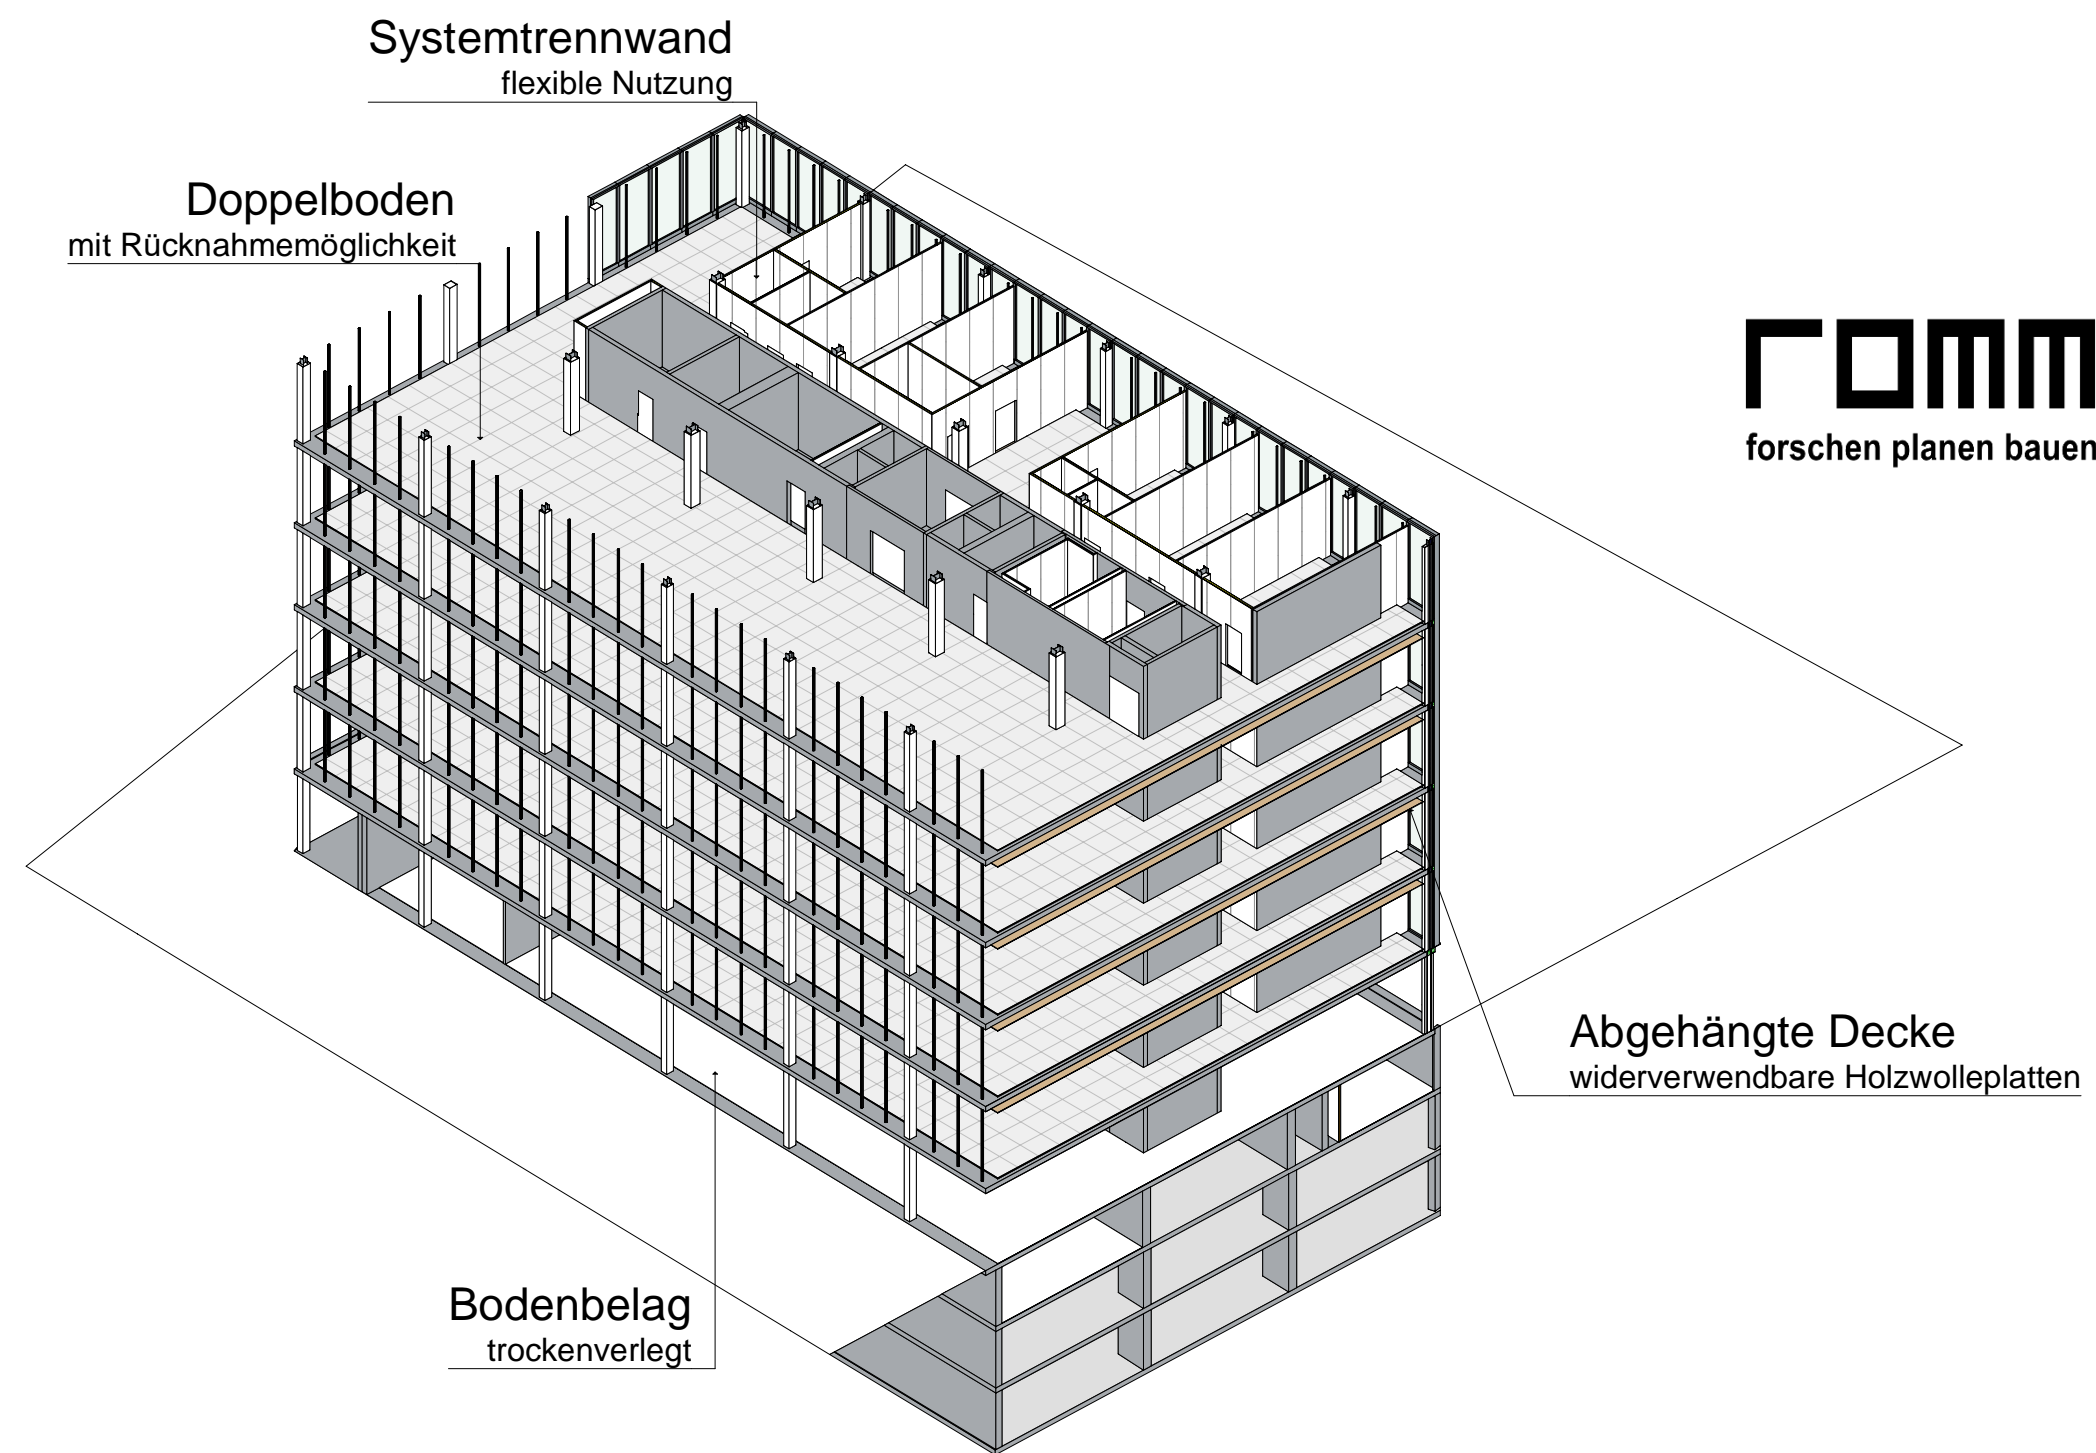 Systemtrennwand
flexible Nutzung
Doppelboden
mit Rücknahmemöglichkeit
romm
forschen planen bauen
Abgehängte Decke
widerverwendbare Holzwolleplatten
Bodenbelag
trockenverlegt